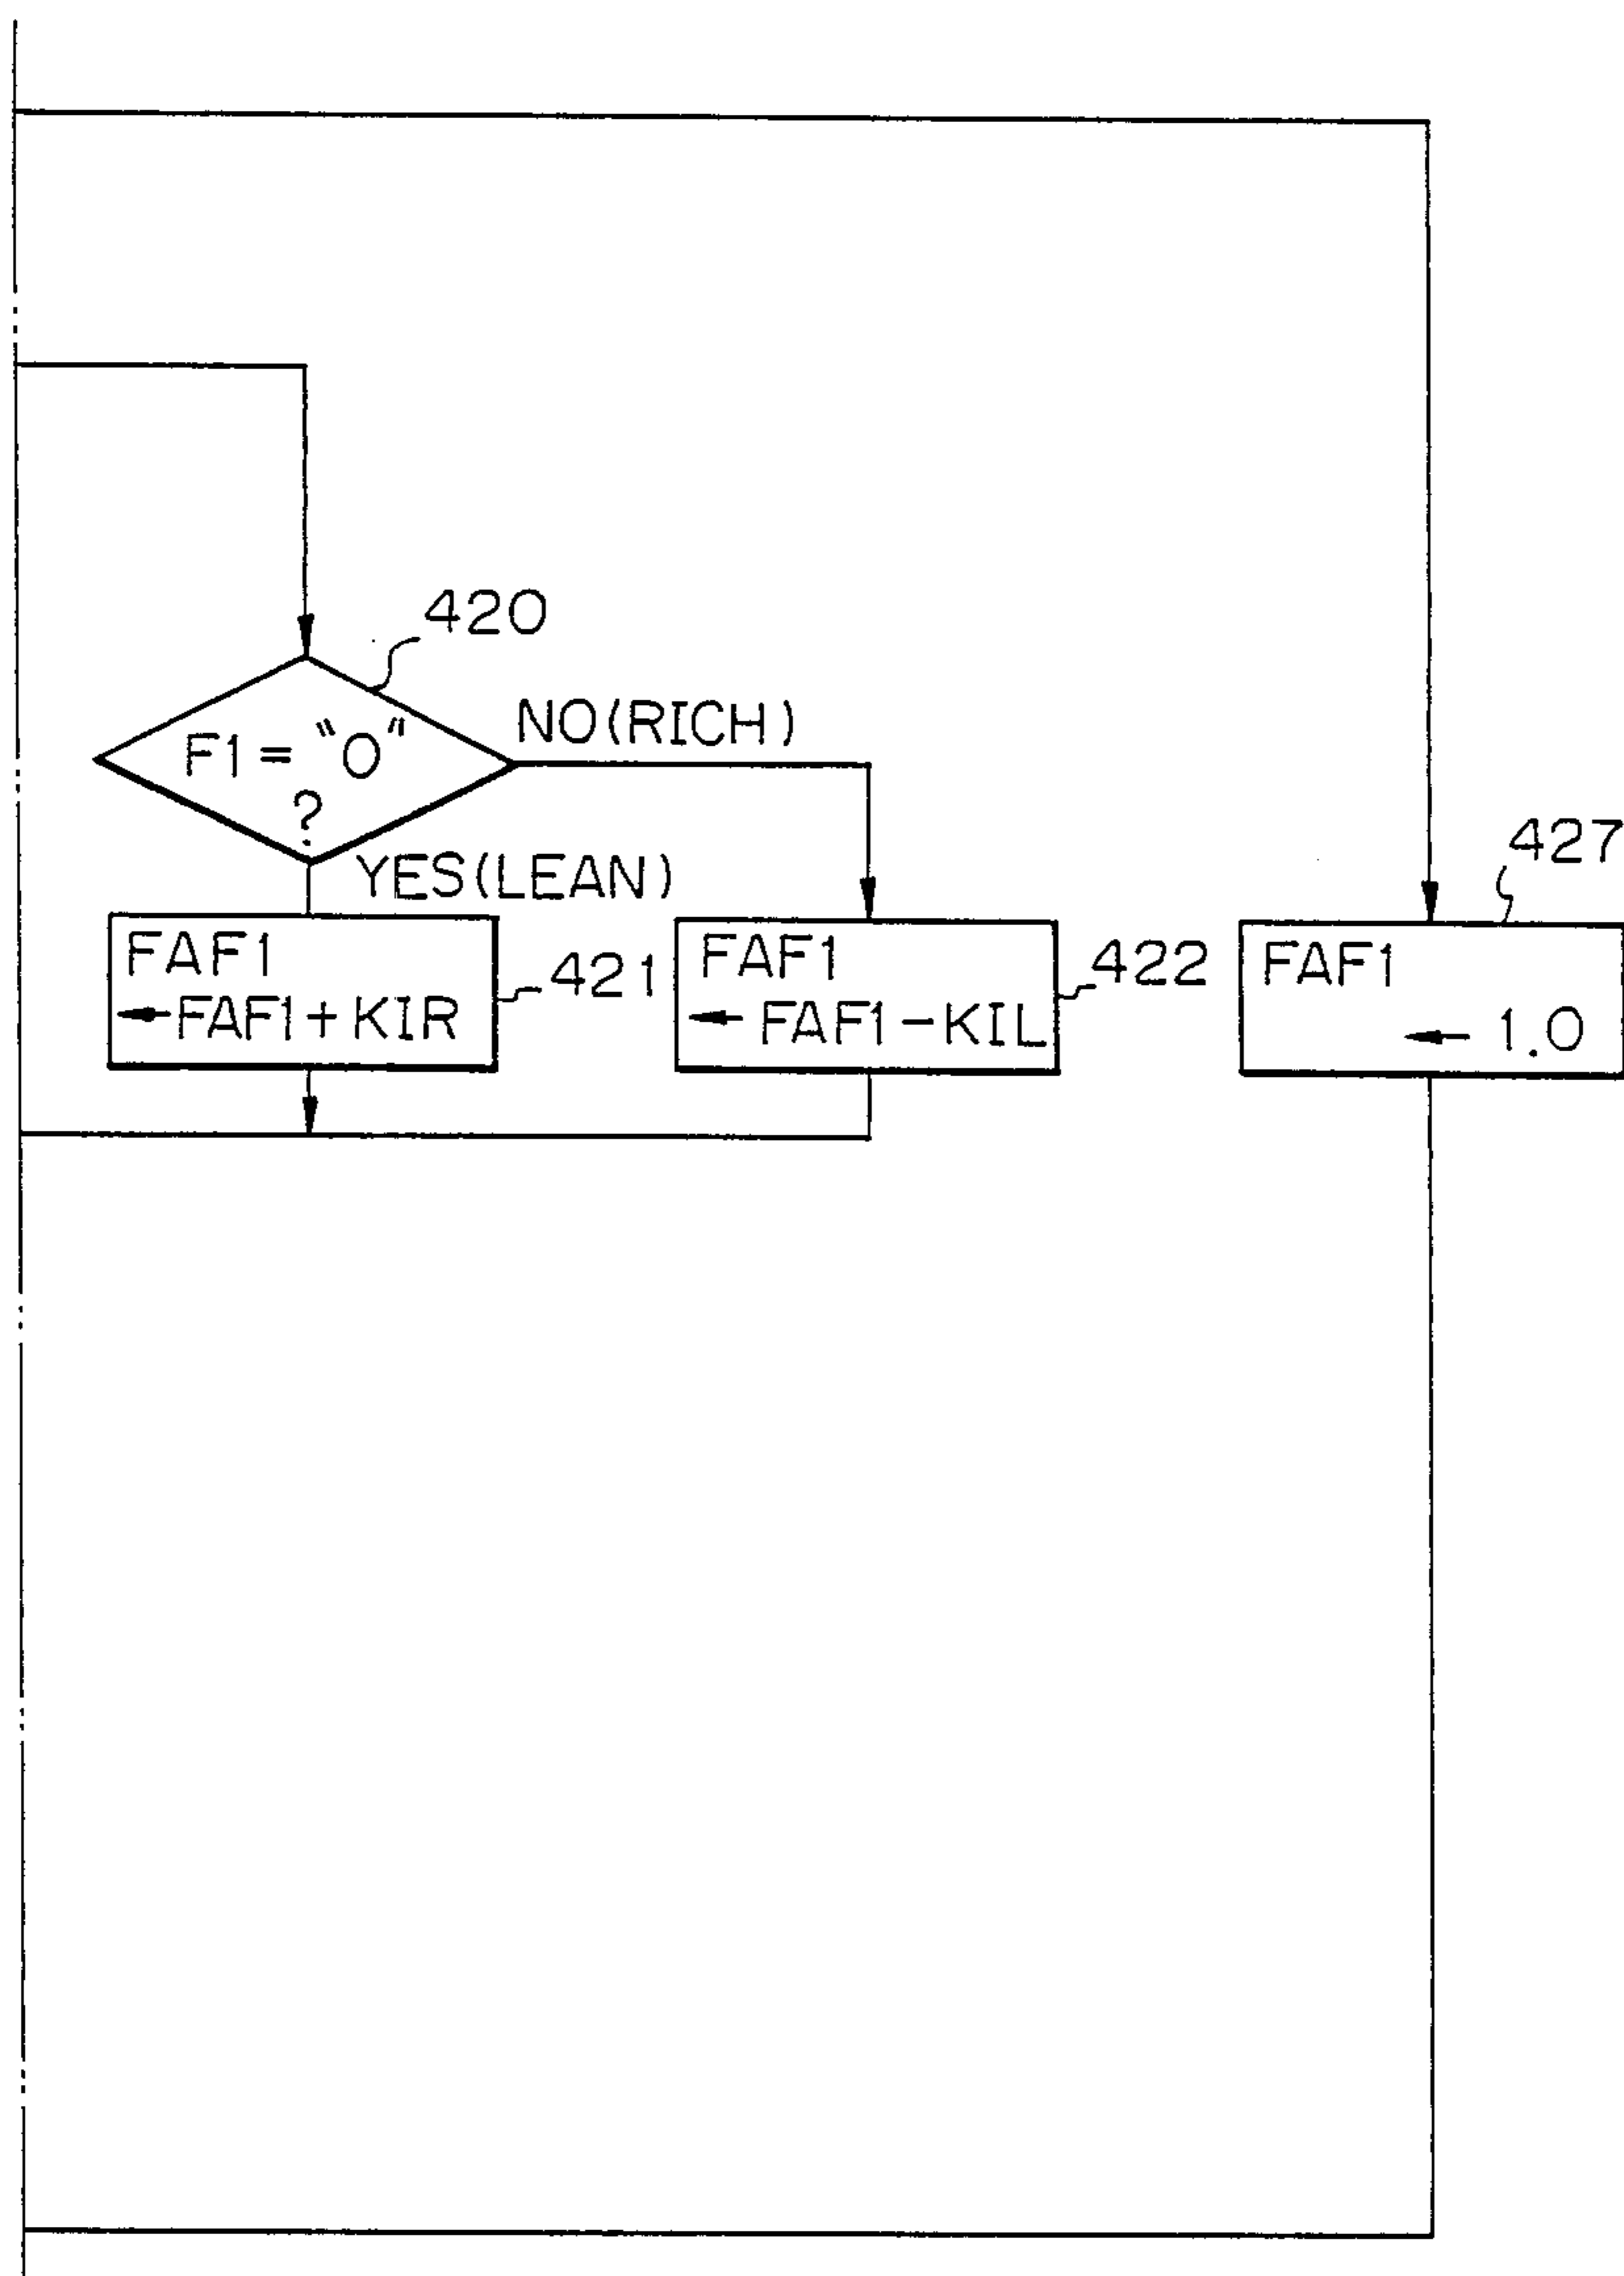 420
F1 = "0"
?
NO(RICH)
YES(LEAN)
FAF1
←FAF1+KIR
421
FAF1
← FAF1-KIL
422
427
FAF1
← 1.0